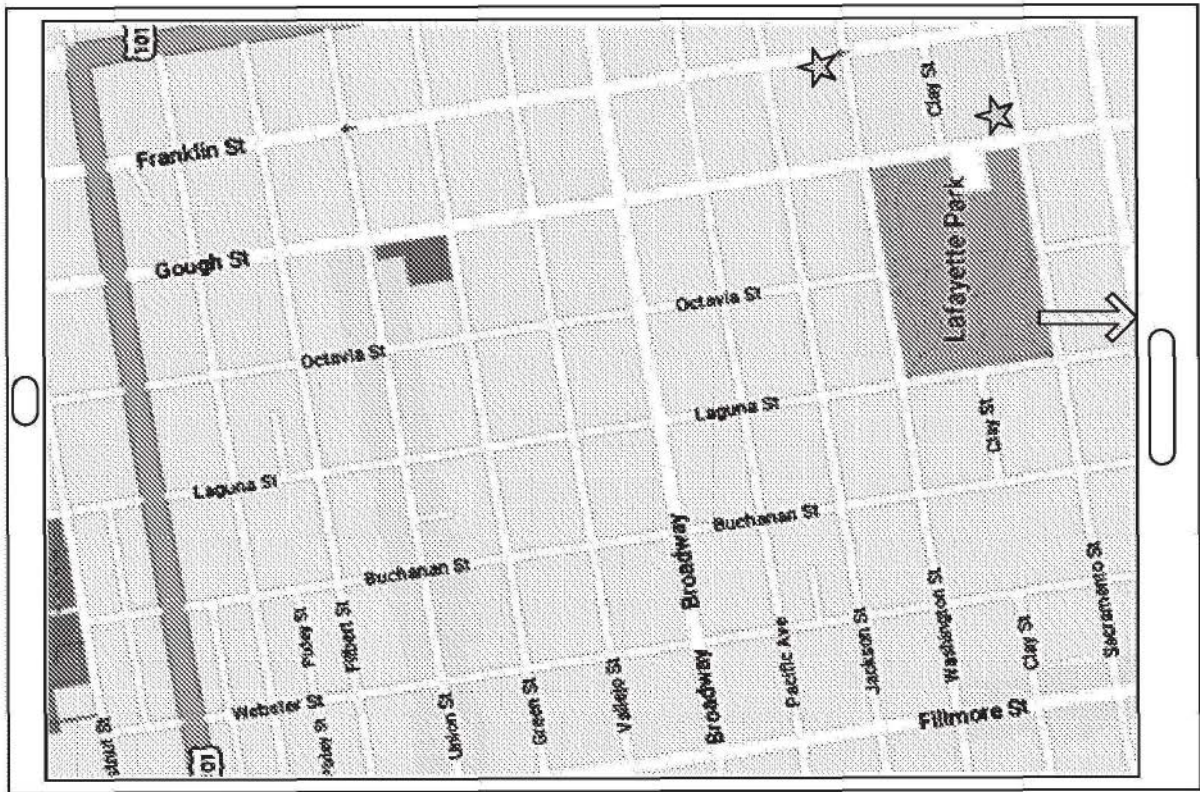 101
Franklin St
Clay St
Lafayette Park
Gough St
Octavia St
Octavia St
Laguna St
Clay St
Laguna St
Buchanan St
Broadway
Buchanan St
Sacramento St
Pixley St
Filbert St
Pacific Ave
Jackson St
Washington St
Clay St
Webster St
Union St
Green St
Vallejo St
Broadway
Fillmore St
101